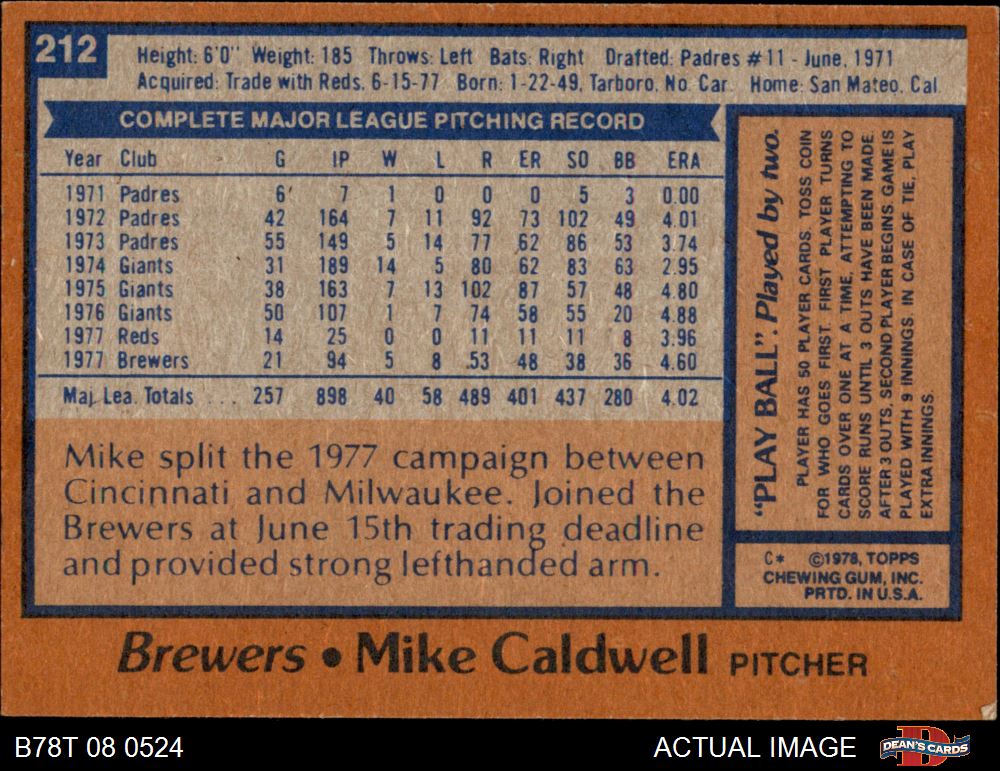 212
Height: 6'0" Weight: 185 Throws: Left Bats: Right Drafted: Padres #11 - June, 1971
Acquired: Trade with Reds, 6-15-77 Born: 1-22-49, Tarboro, No. Car. Home: San Mateo, Cal.
COMPLETE MAJOR LEAGUE PITCHING RECORD
Year Club G IP W L R ER SO BB ERA
1971 Padres 6 7 1 0 0 0 5 3 0.00
1972 Padres 42 164 7 11 92 73 102 49 4.01
1973 Padres 55 149 5 14 77 62 86 53 3.74
1974 Giants 31 189 14 5 80 62 83 63 2.95
1975 Giants 38 163 7 13 102 87 57 48 4.80
1976 Giants 50 107 1 7 74 58 55 20 4.88
1977 Reds 14 25 0 0 11 11 11 8 3.96
1977 Brewers 21 94 5 8 53 48 38 36 4.60
Maj. Lea. Totals ... 257 898 40 58 489 401 437 280 4.02
Mike split the 1977 campaign between
Cincinnati and Milwaukee. Joined the
Brewers at June 15th trading deadline
and provided strong lefthanded arm.
"PLAY BALL". Played by two.
PLAYER HAS 50 PLAYER CARDS. TOSS COIN
FOR WHO GOES FIRST. FIRST PLAYER TURNS
CARDS OVER ONE AT A TIME, ATTEMPTING TO
SCORE RUNS UNTIL 3 OUTS HAVE BEEN MADE.
AFTER 3 OUTS, SECOND PLAYER BEGINS. GAME IS
PLAYED WITH 9 INNINGS. IN CASE OF TIE, PLAY
EXTRA INNINGS.
C* ©1978, TOPPS
CHEWING GUM, INC.
PRTD. IN U.S.A.
Brewers • Mike Caldwell PITCHER
B78T 08 0524 ACTUAL IMAGE
D
DEAN'S CARDS